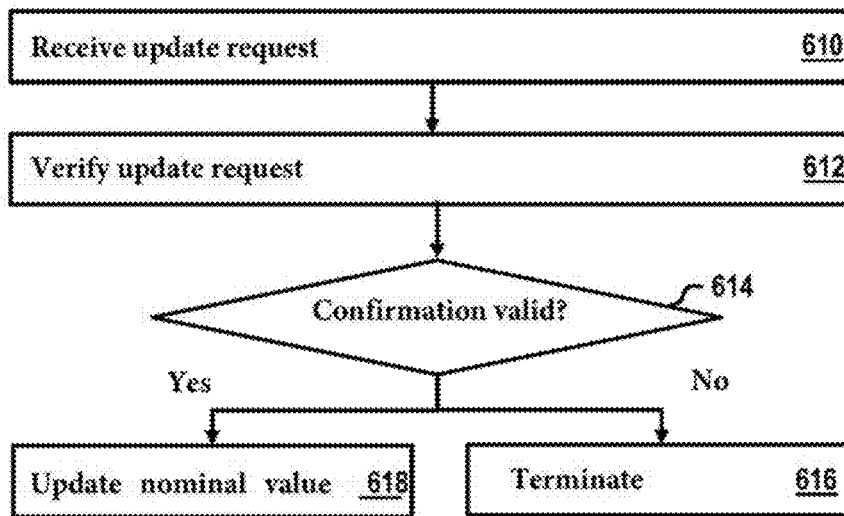 Receive update request 610
Verify update request 612
Confirmation valid? 614
Yes No
Update nominal value 618 Terminate 616